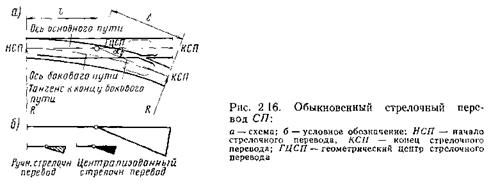 а)
τ
t
Ось основного пути
НСП
ГЦСП
α
КСП
КСП
Ось бокового пути
Тангенс к концу бокового
пути
R
R
б)
Ручн. стрелочн
перевод
Централизованный
стрелочн перевод
Рис. 2 16. Обыкновенный стрелочный пере-
вод СП:
а — схема; б — условное обозначение; НСП — начало
стрелочного перевода, КСП — конец стрелочного
перевода; ГЦСП — геометрический центр стрелочного
перевода